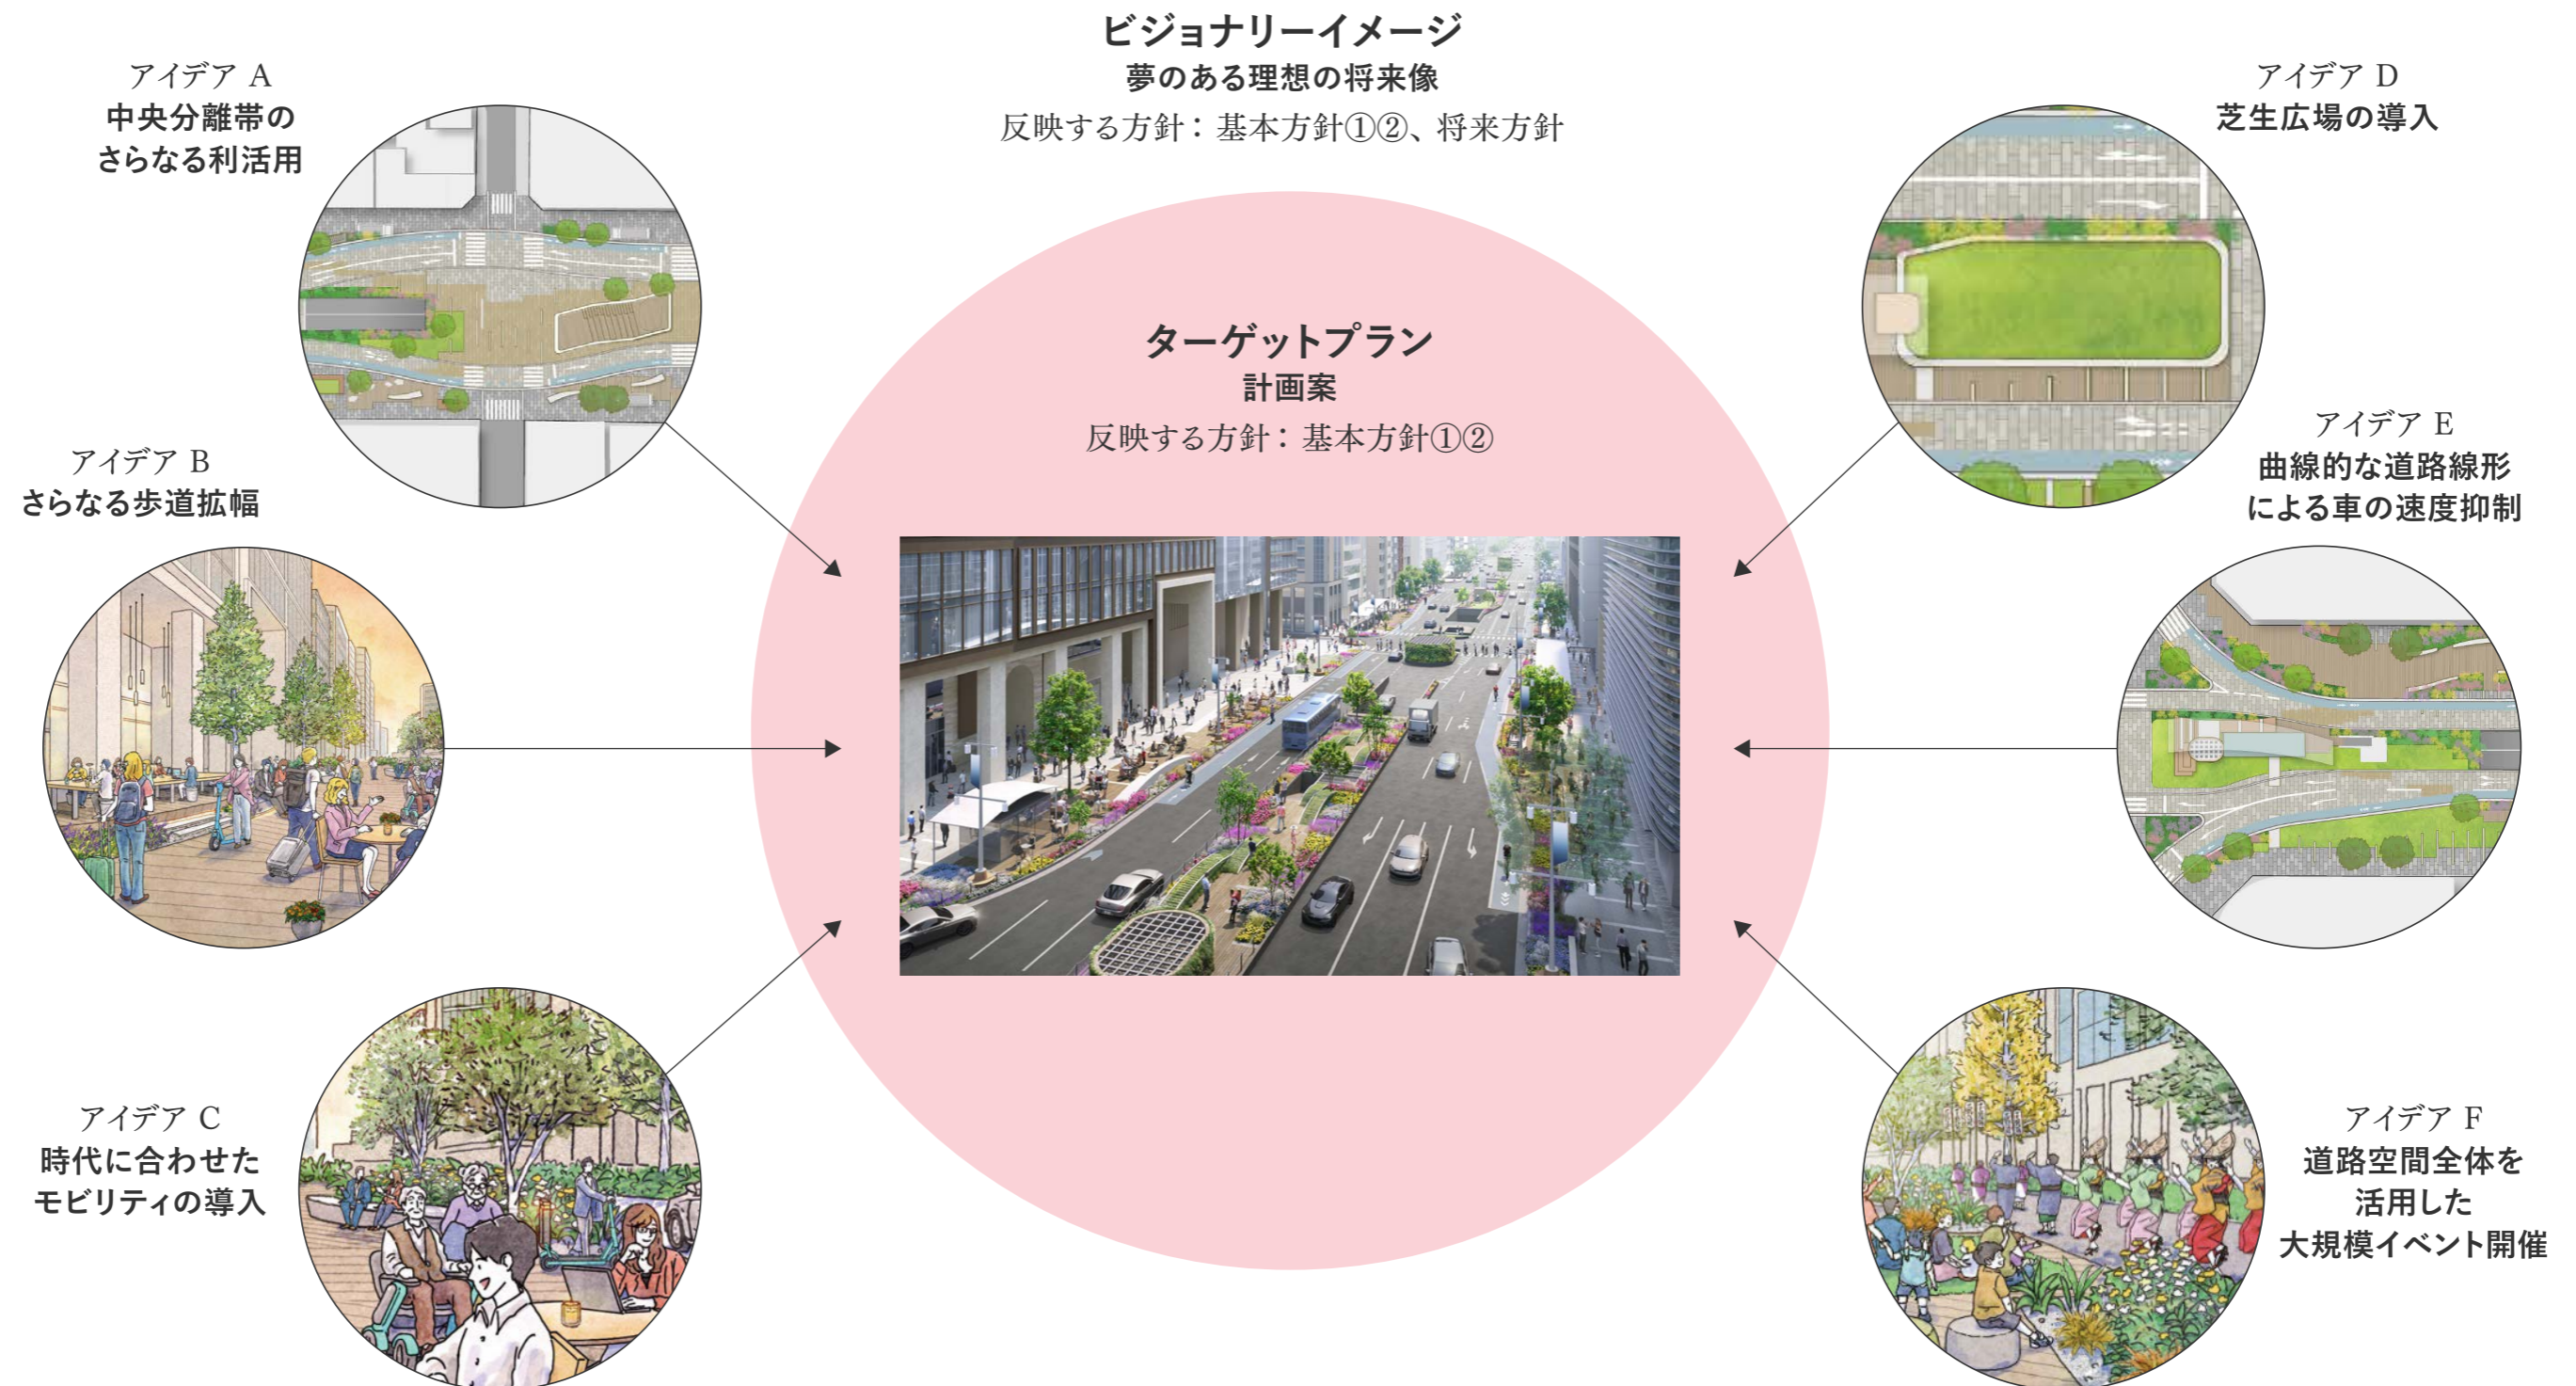 ビジョナリーイメージ
夢のある理想の将来像
反映する方針：基本方針①②、将来方針
ターゲットプラン
計画案
反映する方針：基本方針①②
アイデア A
中央分離帯の
さらなる利活用
アイデア B
さらなる歩道拡幅
アイデア C
時代に合わせた
モビリティの導入
アイデア D
芝生広場の導入
アイデア E
曲線的な道路線形
による車の速度抑制
アイデア F
道路空間全体を
活用した
大規模イベント開催